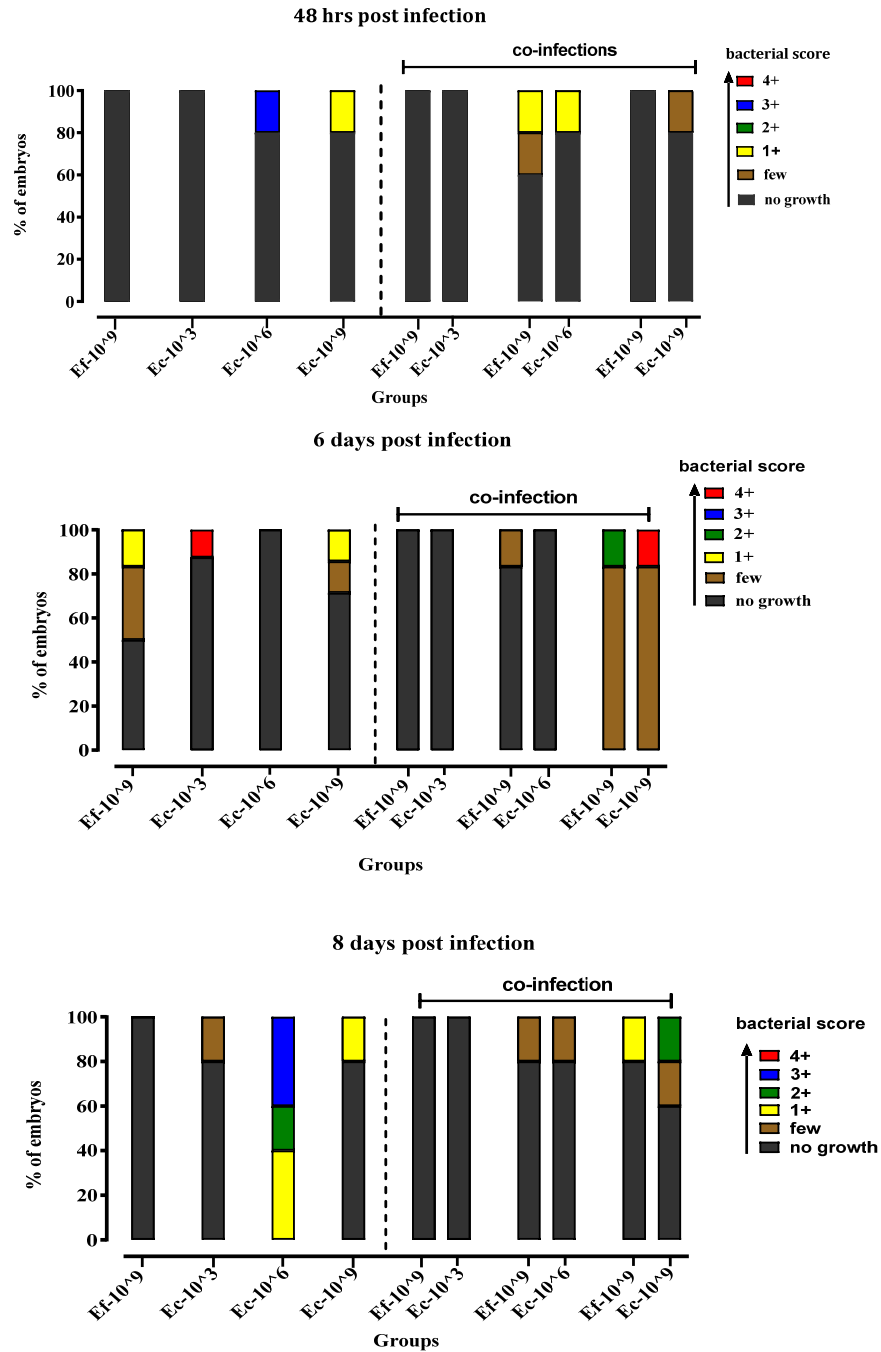 48 hrs post infection
co-infections
bacterial score
4+
3+
2+
1+
few
no growth
% of embryos
100
80
60
40
20
0
Ef-10^9
Ec-10^3
Ec-10^6
Ec-10^9
Ef-10^9
Ec-10^3
Ef-10^9
Ec-10^6
Ef-10^9
Ec-10^9
Groups
6 days post infection
co-infection
bacterial score
4+
3+
2+
1+
few
no growth
% of embryos
100
80
60
40
20
0
Ef-10^9
Ec-10^3
Ec-10^6
Ec-10^9
Ef-10^9
Ec-10^3
Ef-10^9
Ec-10^6
Ef-10^9
Ec-10^9
Groups
8 days post infection
co-infection
bacterial score
4+
3+
2+
1+
few
no growth
% of embryos
100
80
60
40
20
0
Ef-10^9
Ec-10^3
Ec-10^6
Ec-10^9
Ef-10^9
Ec-10^3
Ef-10^9
Ec-10^6
Ef-10^9
Ec-10^9
Groups